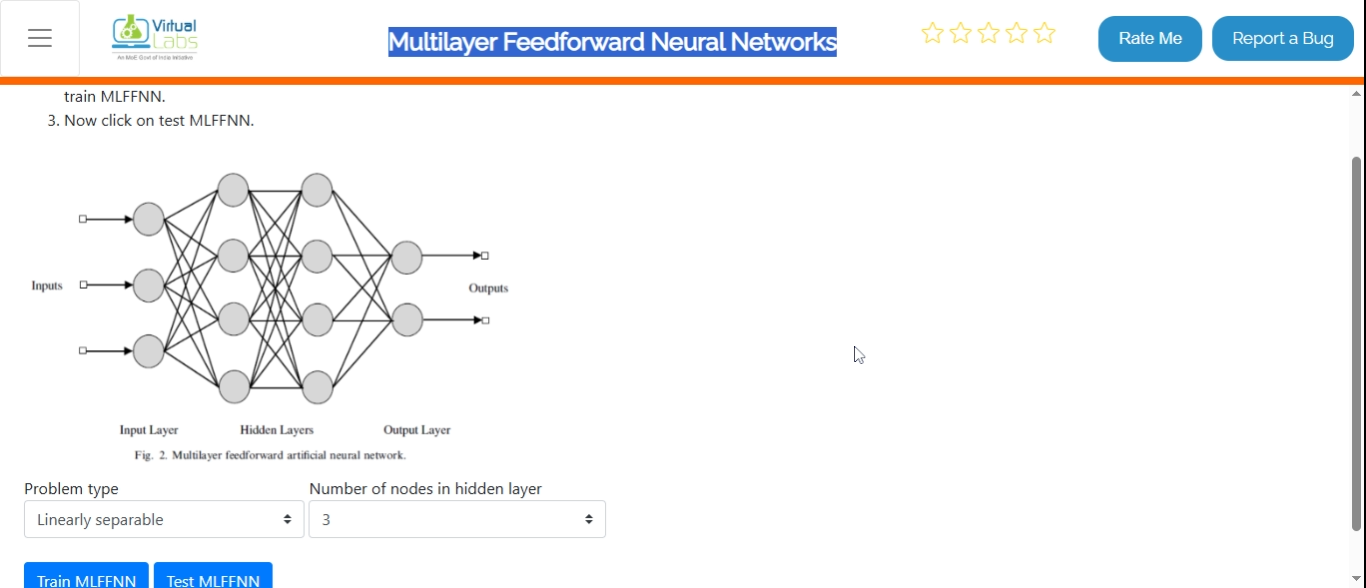 Virtual
Labs
An MoE Govt of India Initiative
Multilayer Feedforward Neural Networks
Rate Me
Report a Bug
train MLFFNN.
3. Now click on test MLFFNN.
Inputs
Outputs
Input Layer
Hidden Layers
Output Layer
Fig. 2. Multilayer feedforward artificial neural network.
Problem type
Number of nodes in hidden layer
Linearly separable
3
Train MLFFNN
Test MLFFNN